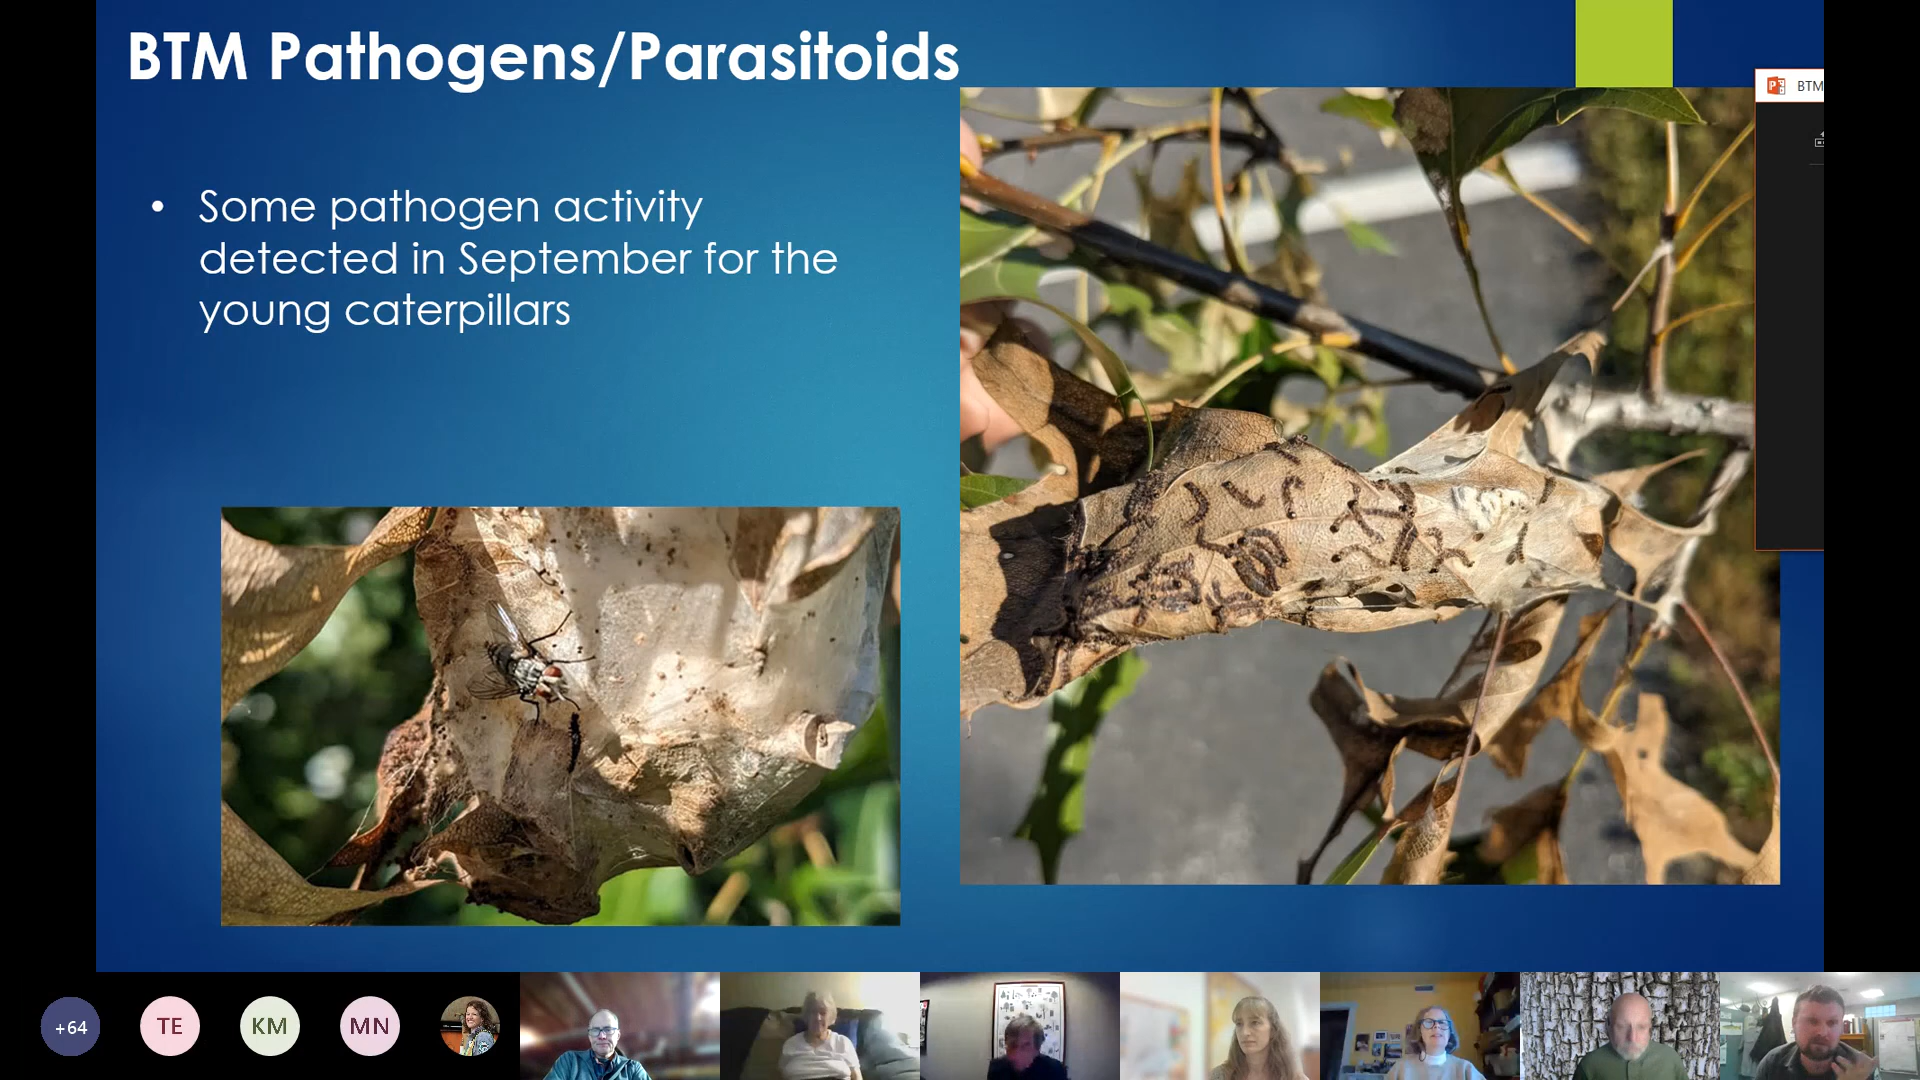 BTM Pathogens/Parasitoids
BTM
• Some pathogen activity
detected in September for the
young caterpillars
+64
TE
KM
MN